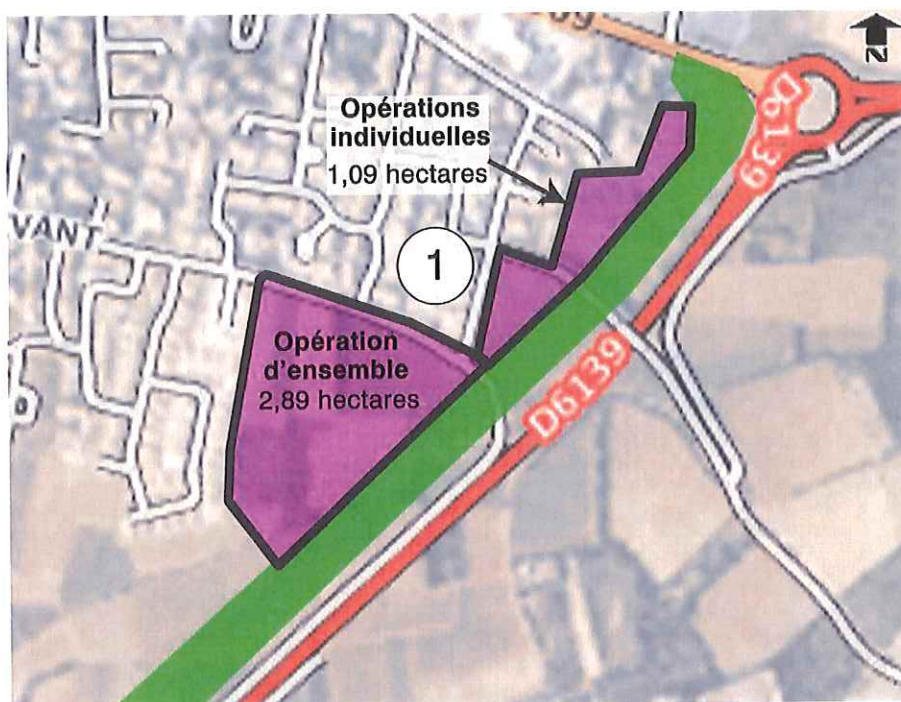 D6139
Opérations
individuelles
1,09 hectares
VANT
1
Opération
d'ensemble
2,89 hectares
D6139